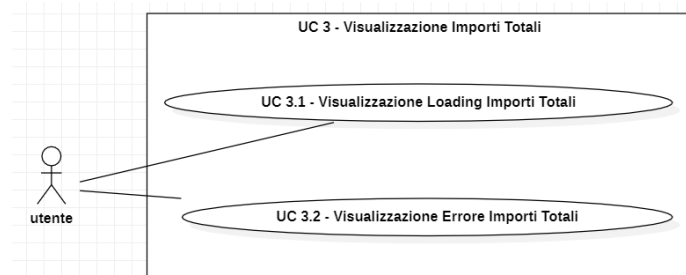 UC 3 - Visualizzazione Importi Totali
UC 3.1 - Visualizzazione Loading Importi Totali
utente
UC 3.2 - Visualizzazione Errore Importi Totali